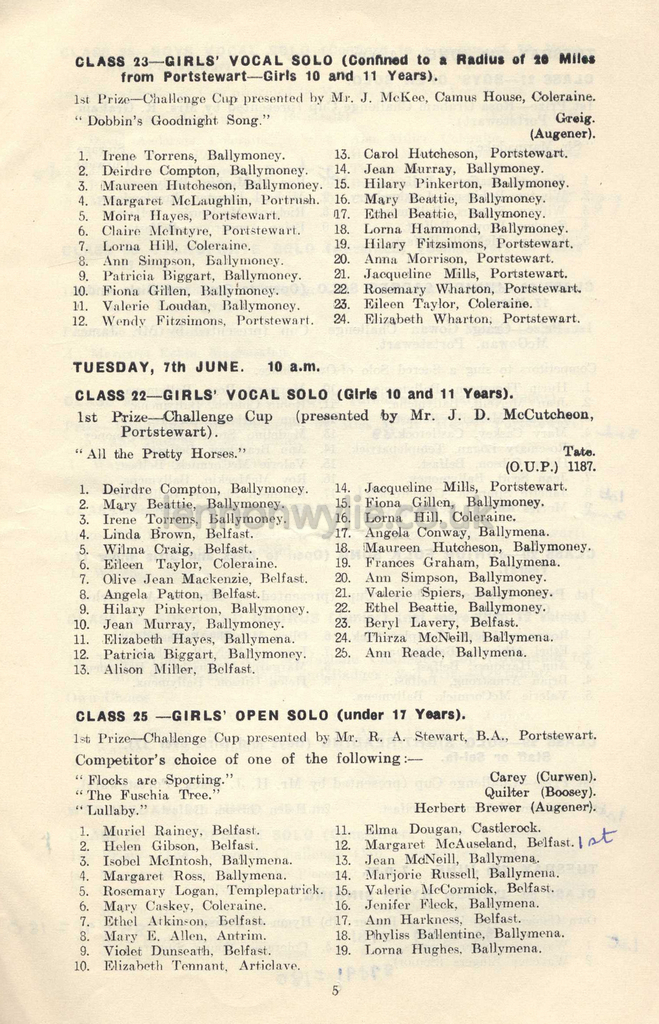 CLASS 23—GIRLS' VOCAL SOLO (Confined to a Radius of 20 Miles
from Portstewart—Girls 10 and 11 Years).
1st Prize—Challenge Cup presented by Mr. J. McKee, Camus House, Coleraine.
"Dobbin's Goodnight Song." Greig.
(Augener).
1. Irene Torrens, Ballymoney.
2. Deirdre Compton, Ballymoney.
3. Maureen Hutcheson, Ballymoney.
4. Margaret McLaughlin, Portrush.
5. Moira Hayes, Portstewart.
6. Claire McIntyre, Portstewart.
7. Lorna Hill, Coleraine.
8. Ann Simpson, Ballymoney.
9. Patricia Biggart, Ballymoney.
10. Fiona Gillen, Ballymoney.
11. Valerie Loudan, Ballymoney.
12. Wendy Fitzsimons, Portstewart.
13. Carol Hutcheson, Portstewart.
14. Jean Murray, Ballymoney.
15. Hilary Pinkerton, Ballymoney.
16. Mary Beattie, Ballymoney.
17. Ethel Beattie, Ballymoney.
18. Lorna Hammond, Ballymoney.
19. Hilary Fitzsimons, Portstewart.
20. Anna Morrison, Portstewart.
21. Jacqueline Mills, Portstewart.
22. Rosemary Wharton, Portstewart.
23. Eileen Taylor, Coleraine.
24. Elizabeth Wharton, Portstewart.
TUESDAY, 7th JUNE. 10 a.m.
CLASS 22—GIRLS' VOCAL SOLO (Girls 10 and 11 Years).
1st Prize—Challenge Cup (presented by Mr. J. D. McCutcheon,
Portstewart).
"All the Pretty Horses." Tate.
(O.U.P.) 1187.
1. Deirdre Compton, Ballymoney.
2. Mary Beattie, Ballymoney.
3. Irene Torrens, Ballymoney.
4. Linda Brown, Belfast.
5. Wilma Craig, Belfast.
6. Eileen Taylor, Coleraine.
7. Olive Jean Mackenzie, Belfast.
8. Angela Patton, Belfast.
9. Hilary Pinkerton, Ballymoney.
10. Jean Murray, Ballymoney.
11. Elizabeth Hayes, Ballymena.
12. Patricia Biggart, Ballymoney.
13. Alison Miller, Belfast.
14. Jacqueline Mills, Portstewart.
15. Fiona Gillen, Ballymoney.
16. Lorna Hill, Coleraine.
17. Angela Conway, Ballymena.
18. Maureen Hutcheson, Ballymoney.
19. Frances Graham, Ballymena.
20. Ann Simpson, Ballymoney.
21. Valerie Spiers, Ballymoney.
22. Ethel Beattie, Ballymoney.
23. Beryl Lavery, Belfast.
24. Thirza McNeill, Ballymena.
25. Ann Reade, Ballymena.
CLASS 25 —GIRLS' OPEN SOLO (under 17 Years).
1st Prize—Challenge Cup presented by Mr. R. A. Stewart, B.A., Portstewart.
Competitor's choice of one of the following:—
"Flocks are Sporting." Carey (Curwen).
"The Fuschia Tree." Quilter (Boosey).
"Lullaby." Herbert Brewer (Augener).
1. Muriel Rainey, Belfast.
2. Helen Gibson, Belfast.
3. Isobel McIntosh, Ballymena.
4. Margaret Ross, Ballymena.
5. Rosemary Logan, Templepatrick.
6. Mary Caskey, Coleraine.
7. Ethel Atkinson, Belfast.
8. Mary E. Allen, Antrim.
9. Violet Dunseath, Belfast.
10. Elizabeth Tennant, Articlave.
11. Elma Dougan, Castlerock.
12. Margaret McAuseland, Belfast. 1st
13. Jean McNeill, Ballymena.
14. Marjorie Russell, Ballymena.
15. Valerie McCormick, Belfast.
16. Jenifer Fleck, Ballymena.
17. Ann Harkness, Belfast.
18. Phyliss Ballentine, Ballymena.
19. Lorna Hughes, Ballymena.
5